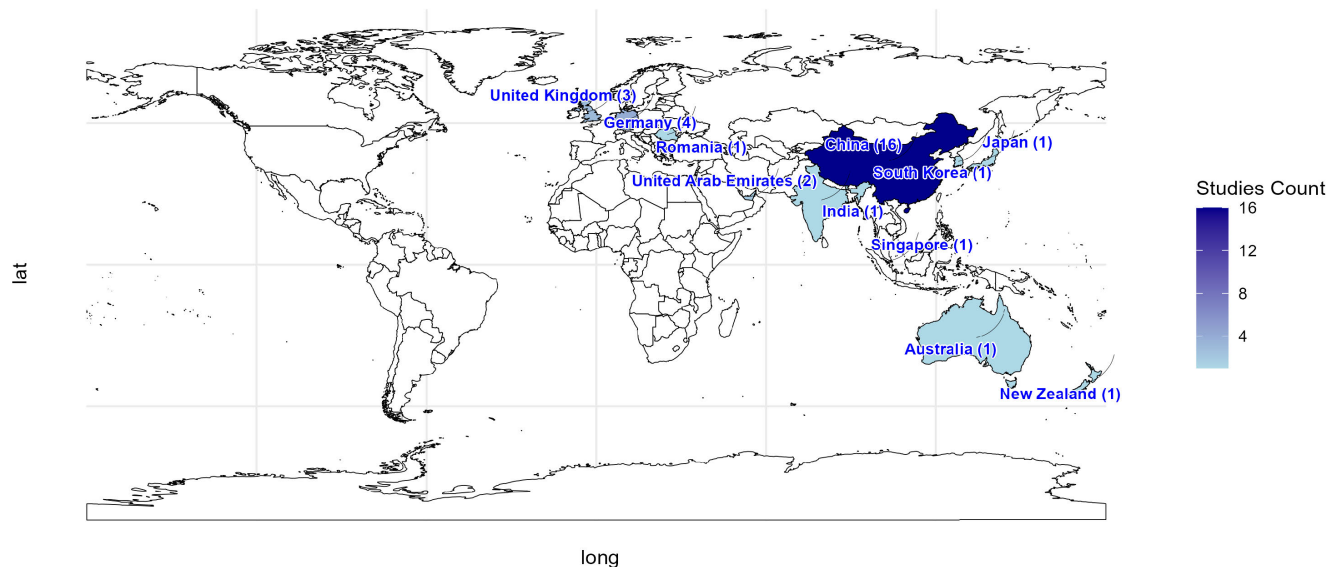 United Kingdom (3)
Germany (4)
Romania (1)
China (16)
Japan (1)
South Korea (1)
United Arab Emirates (2)
India (1)
Singapore (1)
Australia (1)
New Zealand (1)
lat
long
Studies Count
16
12
8
4